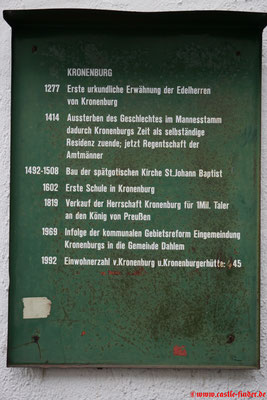 KRONENBURG
1277 Erste urkundliche Erwähnung der Edelherren
von Kronenburg
1414 Aussterben des Geschlechtes im Mannesstamm
dadurch Kronenburgs Zeit als selbständige
Residenz zuende; jetzt Regentschaft der
Amtmänner
1492-1508 Bau der spätgotischen Kirche St.Johann Baptist
1602 Erste Schule in Kronenburg
1819 Verkauf der Herrschaft Kronenburg für 1Mil. Taler
an den König von Preußen
1969 Infolge der kommunalen Gebietsreform Eingemeindung
Kronenburgs in die Gemeinde Dahlem
1992 Einwohnerzahl v.Kronenburg u.Kronenburgerhütte:
www.castle-finder.de